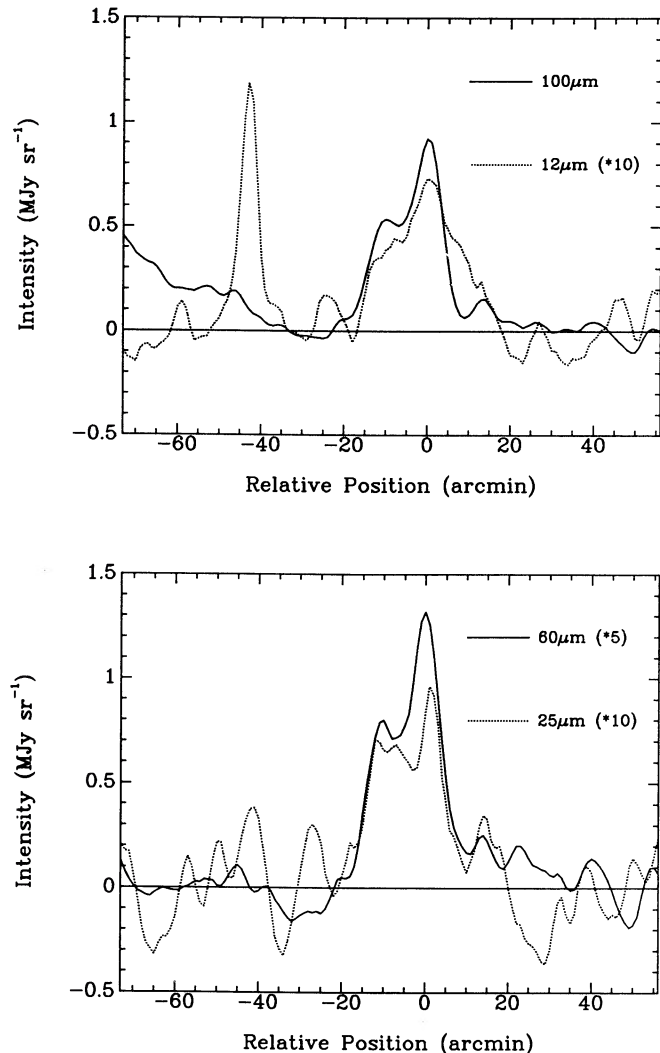 1.5
100μm
1
12μm (*10)
Intensity (MJy sr⁻¹)
0.5
0
−0.5
−60 −40 −20 0 20 40
Relative Position (arcmin)
1.5
60μm (*5)
1
25μm (*10)
Intensity (MJy sr⁻¹)
0.5
0
−0.5
−60 −40 −20 0 20 40
Relative Position (arcmin)